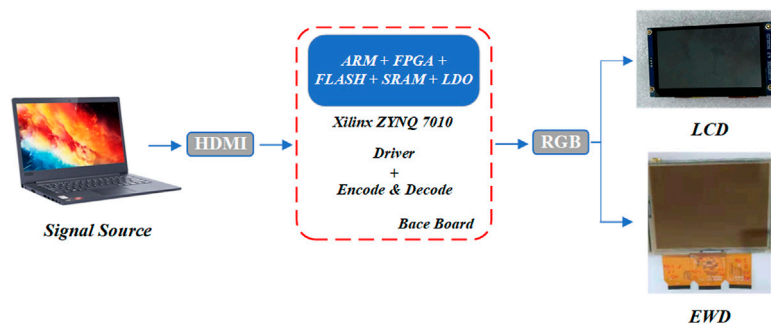 ARM + FPGA +
FLASH + SRAM + LDO
Xilinx ZYNQ 7010
Driver
+
Encode & Decode
Bace Board
HDMI
RGB
Signal Source
LCD
EWD